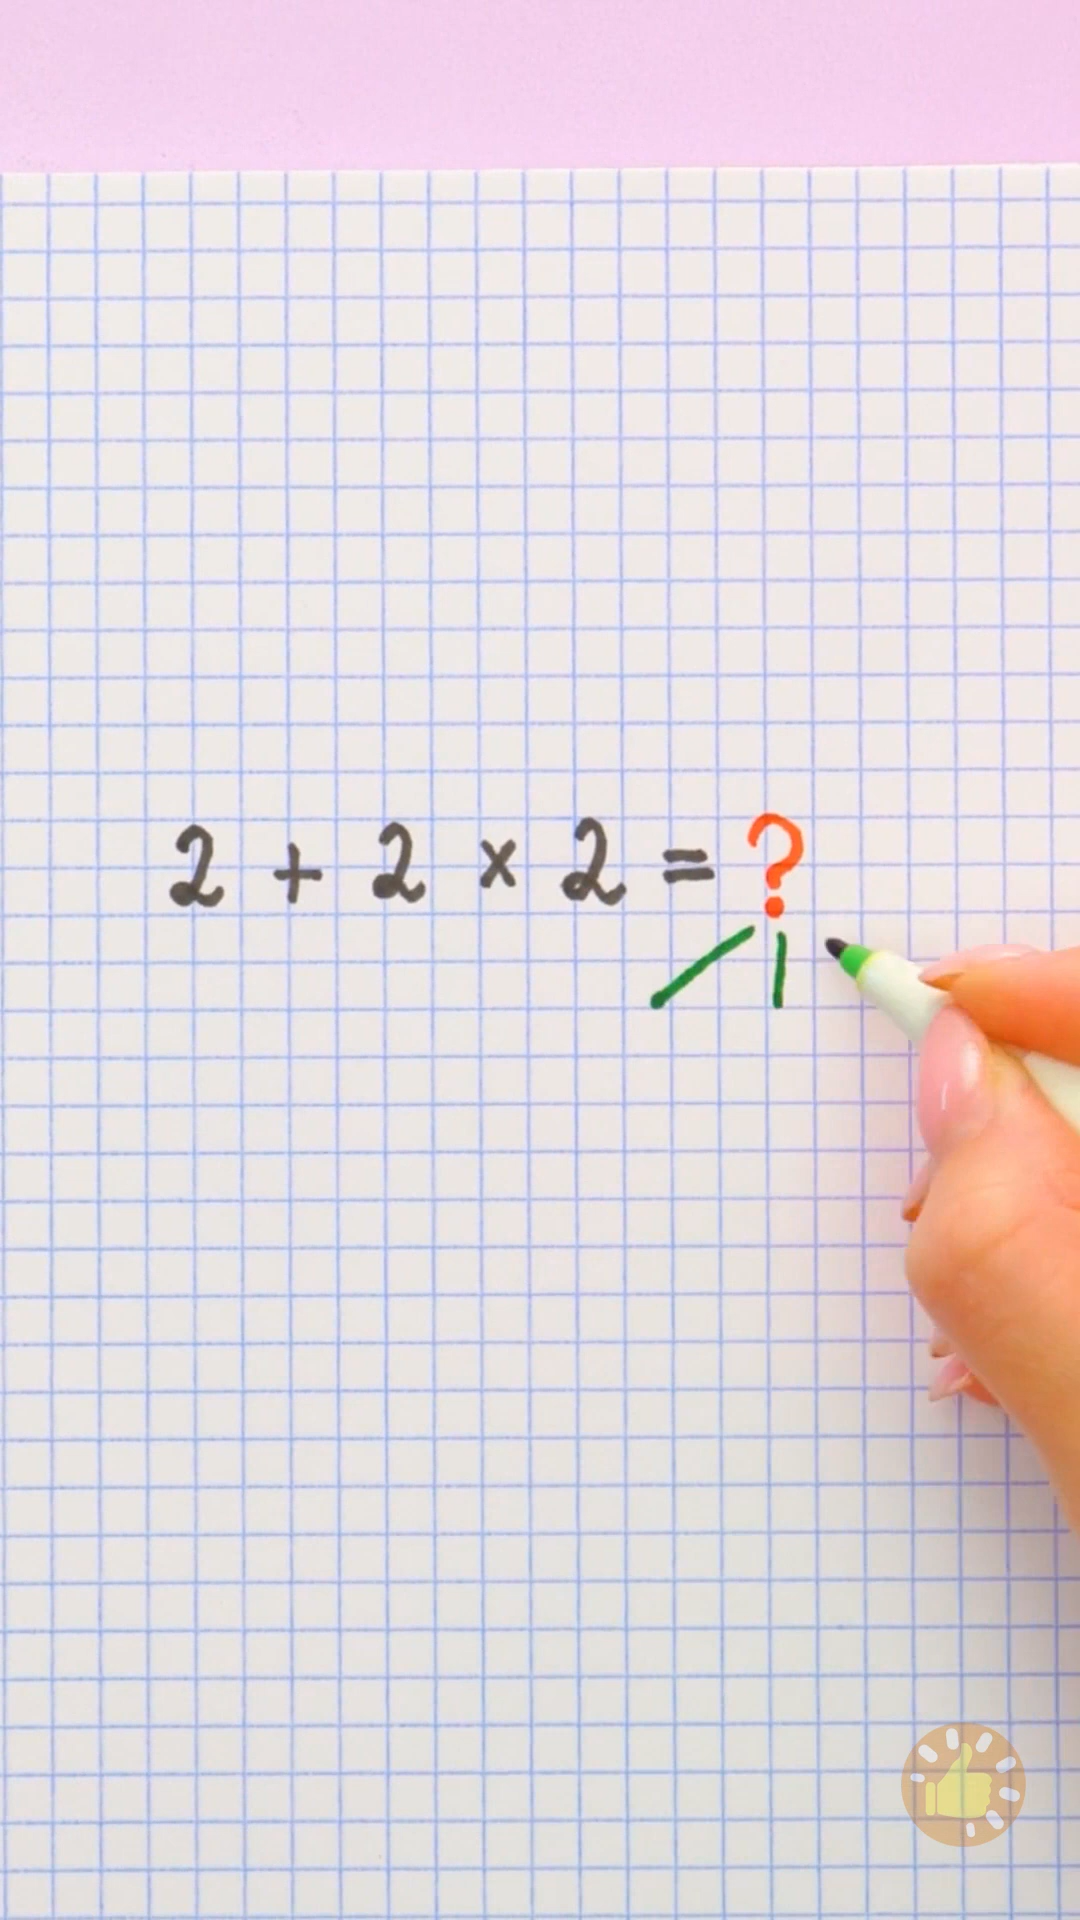 2 + 2 × 2 = ?